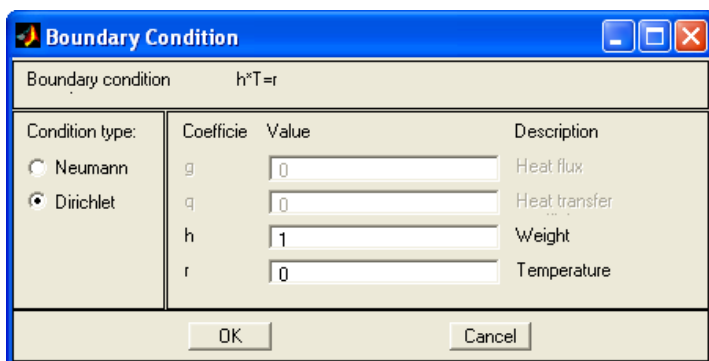 Boundary Condition
Boundary condition h*T=r
Condition type: Coefficie Value Description
Neumann g 0 Heat flux
Dirichlet q 0 Heat transfer
h 1 Weight
r 0 Temperature
OK Cancel